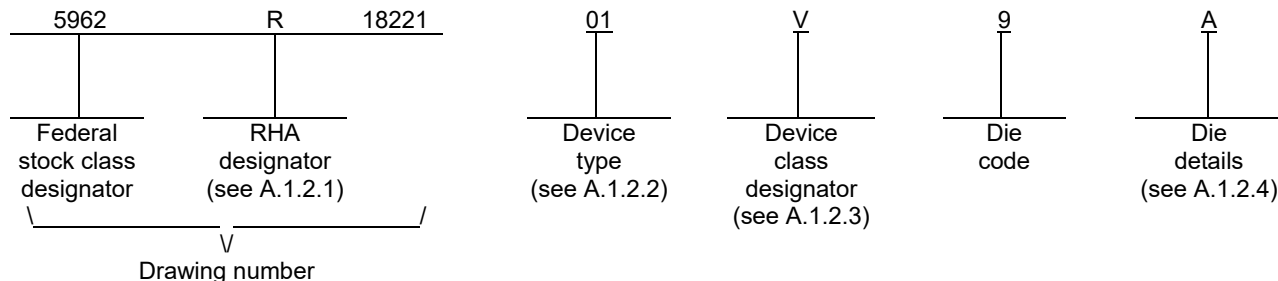 5962 R 18221 01 V 9 A
Federal stock class designator
RHA designator (see A.1.2.1)
Device type (see A.1.2.2)
Device class designator (see A.1.2.3)
Die code
Die details (see A.1.2.4)
Drawing number